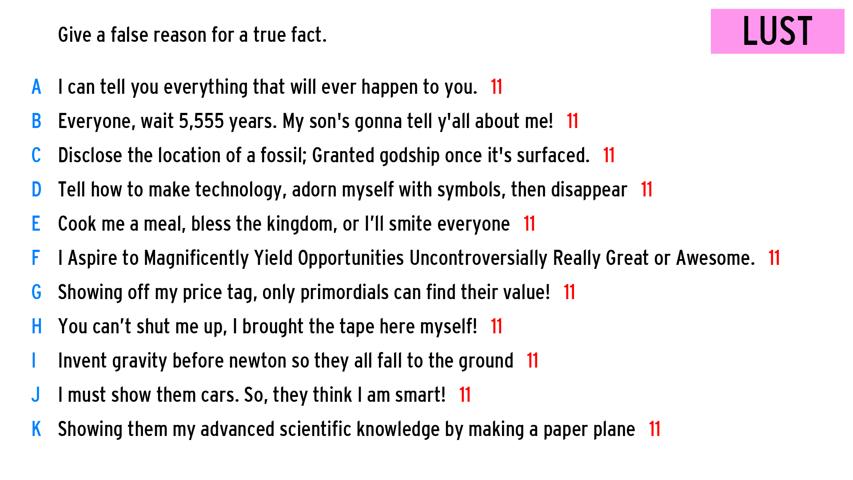 Give a false reason for a true fact.
LUST
A I can tell you everything that will ever happen to you. 11
B Everyone, wait 5,555 years. My son's gonna tell y'all about me! 11
C Disclose the location of a fossil; Granted godship once it's surfaced. 11
D Tell how to make technology, adorn myself with symbols, then disappear 11
E Cook me a meal, bless the kingdom, or I’ll smite everyone 11
F I Aspire to Magnificently Yield Opportunities Uncontroversially Really Great or Awesome. 11
G Showing off my price tag, only primordials can find their value! 11
H You can’t shut me up, I brought the tape here myself! 11
I Invent gravity before newton so they all fall to the ground 11
J I must show them cars. So, they think I am smart! 11
K Showing them my advanced scientific knowledge by making a paper plane 11